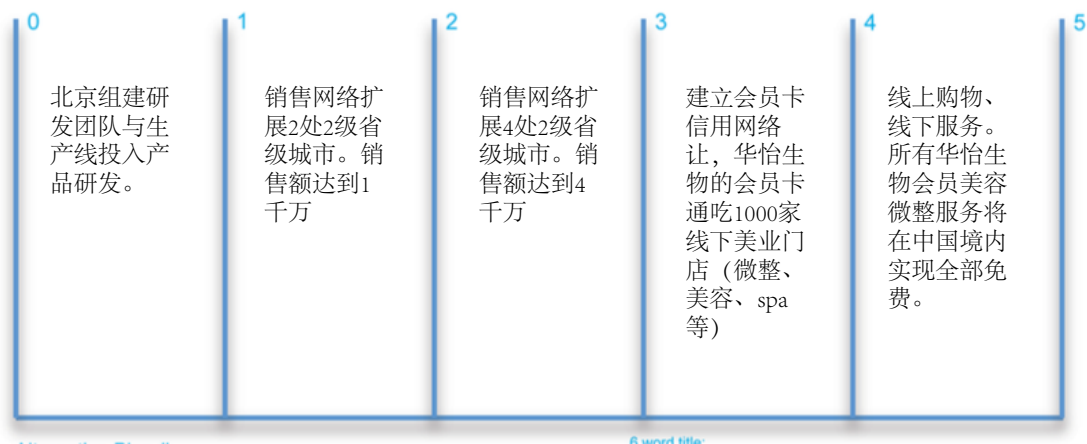 0
北京组建研
发团队与生
产线投入产
品研发。
1
销售网络扩
展2处2级省
级城市。销
售额达到1
千万
2
销售网络扩
展4处2级省
级城市。销
售额达到4
千万
3
建立会员卡
信用网络
让，华怡生
物的会员卡
通吃1000家
线下美业门
店（微整、
美容、spa
等）
4
线上购物、
线下服务。
所有华怡生
物会员美容
微整服务将
在中国境内
实现全部免
费。
5
6 word title: